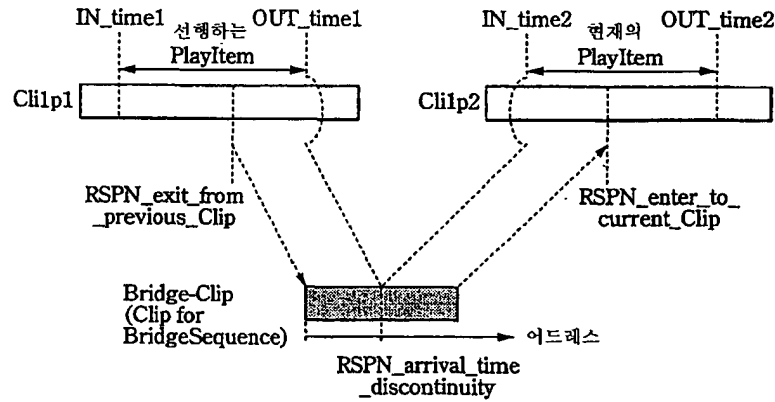 IN_time1
선행하는
OUT_time1
PlayItem
IN_time2
현재의
OUT_time2
PlayItem
Cli1p1
Cli1p2
RSPN_exit_from
_previous_Clip
RSPN_enter_to_
current_Clip
Bridge-Clip
(Clip for
BridgeSequence)
어드레스
RSPN_arrival_time
_discontinuity